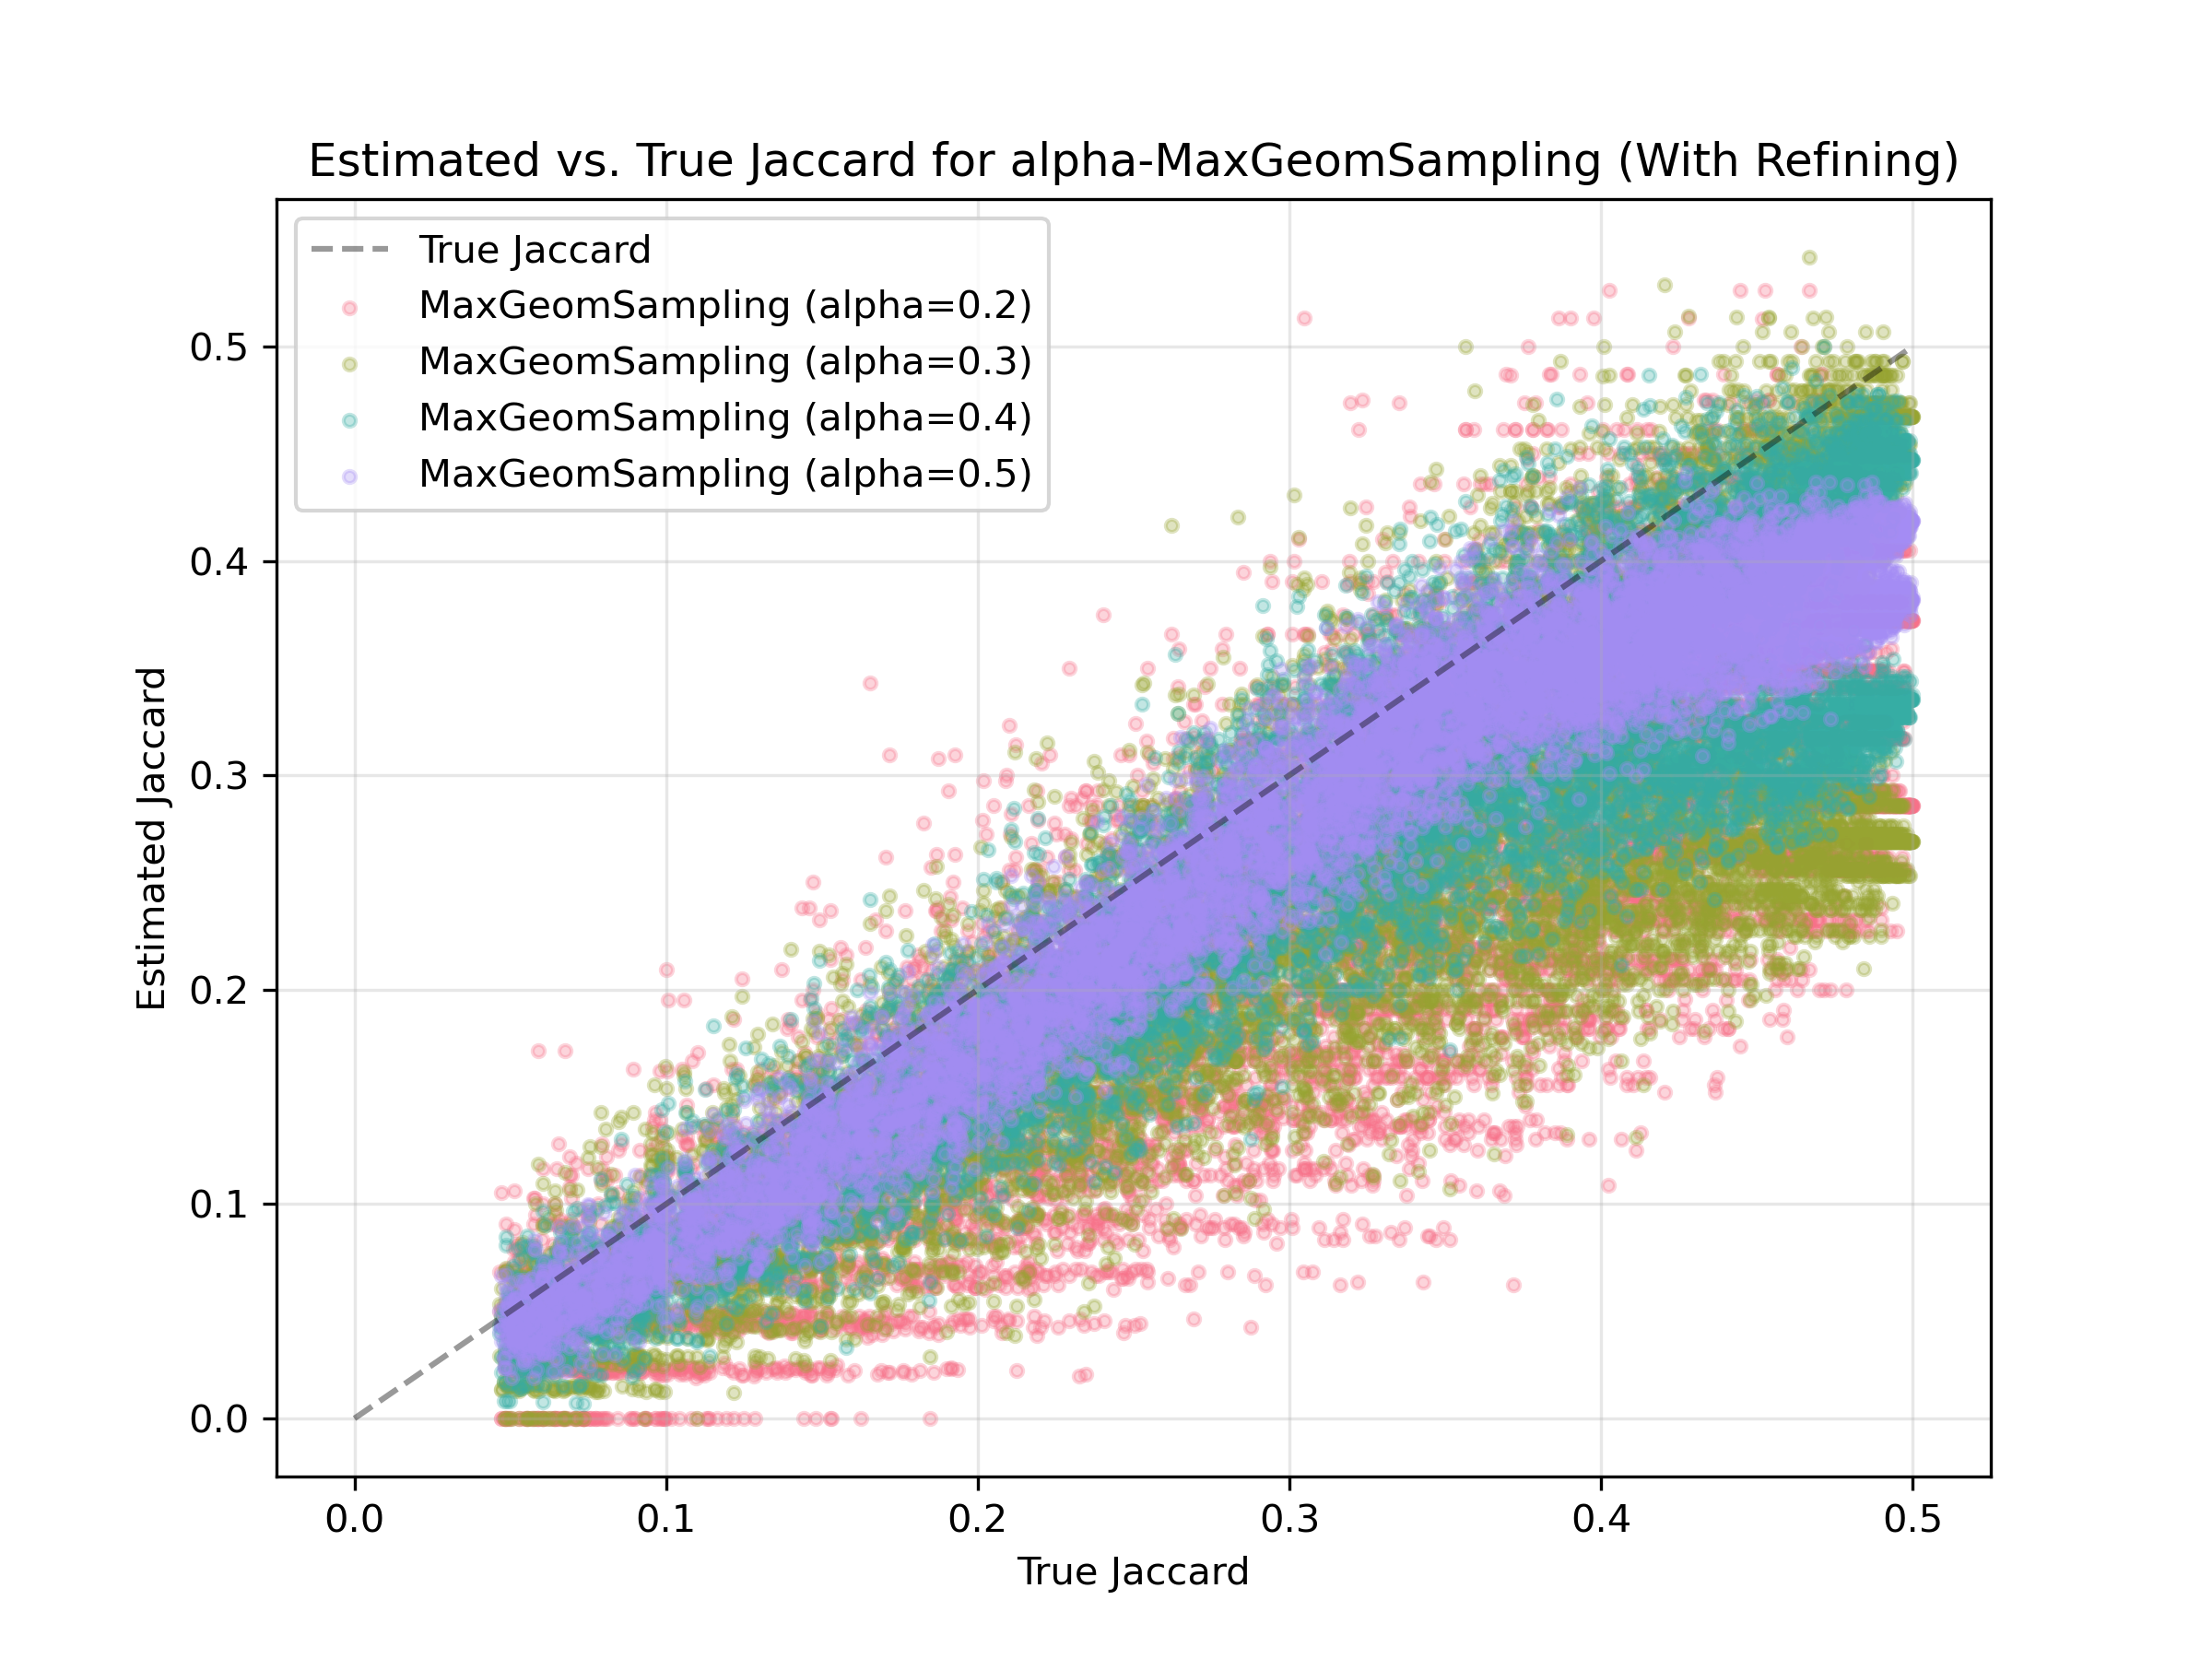 Estimated vs. True Jaccard for alpha-MaxGeomSampling (With Refining)
True Jaccard
MaxGeomSampling (alpha=0.2)
MaxGeomSampling (alpha=0.3)
MaxGeomSampling (alpha=0.4)
MaxGeomSampling (alpha=0.5)
Estimated Jaccard
0.5
0.4
0.3
0.2
0.1
0.0
0.0 0.1 0.2 0.3 0.4 0.5
True Jaccard